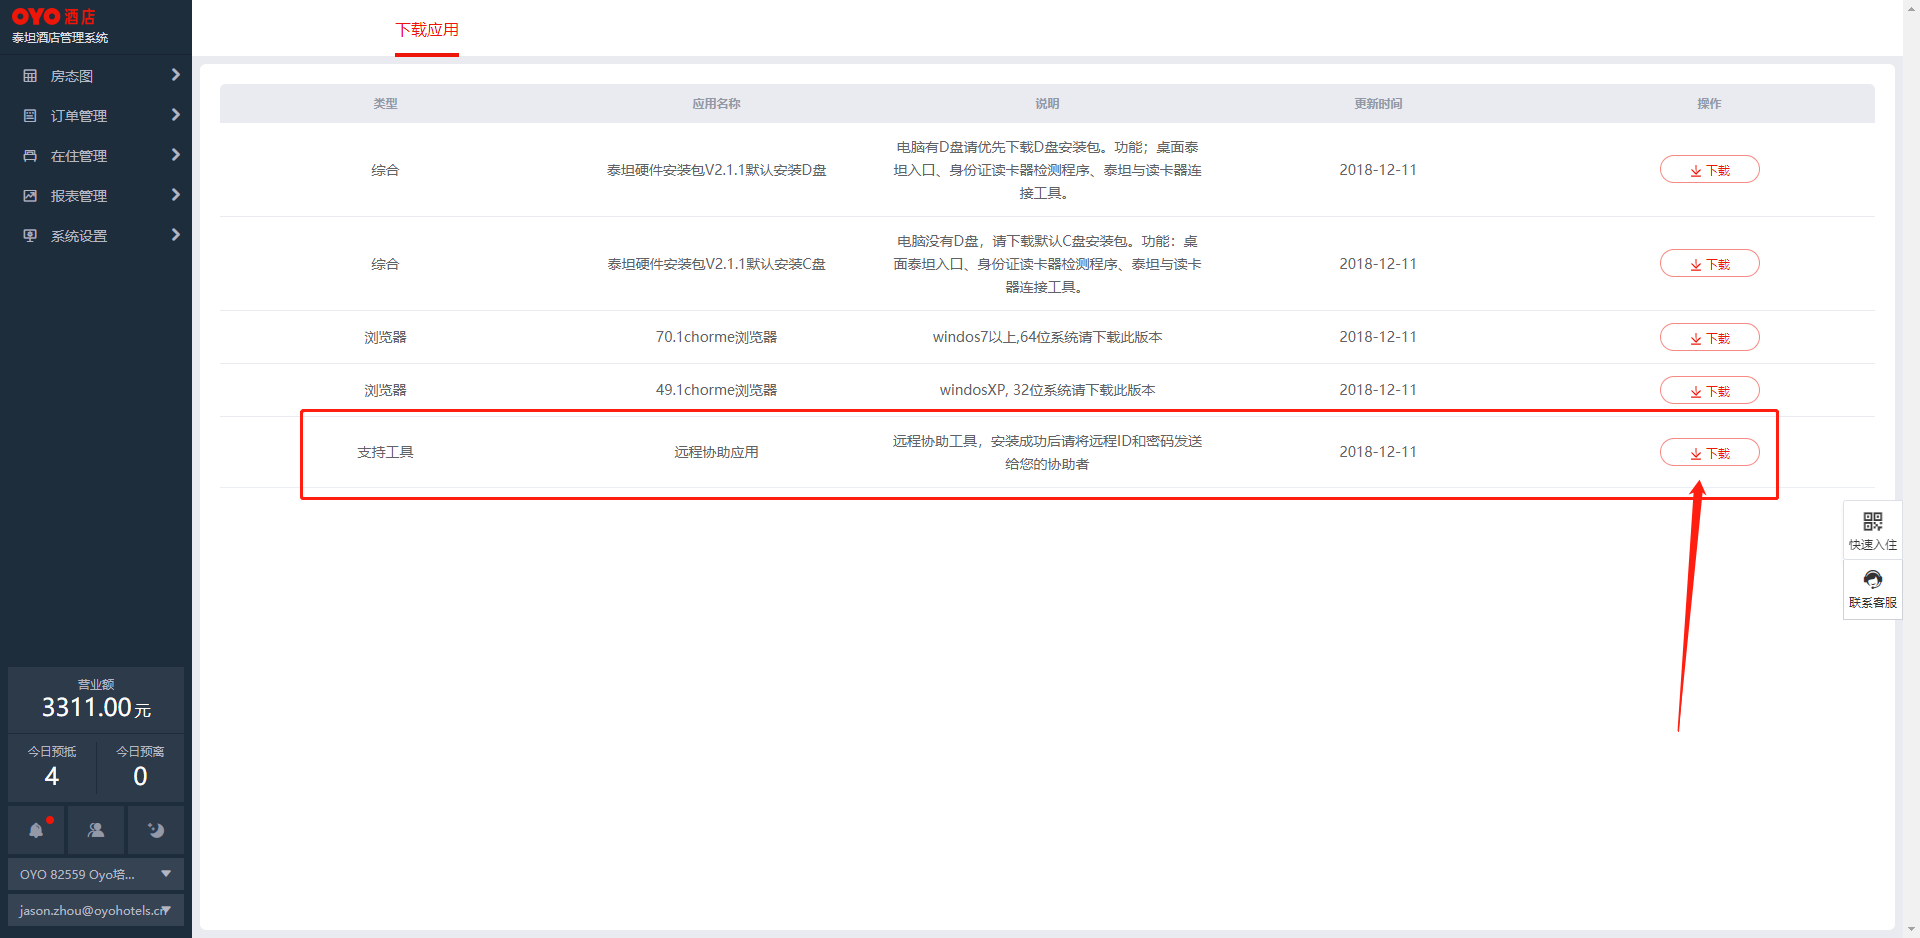 OYO 酒店
泰坦酒店管理系统
房态图
订单管理
在住管理
报表管理
系统设置
营业额
3311.00元
今日预抵
今日预离
4
0
OYO 82559 Oyo培...
jason.zhou@oyohotels.cn
下载应用
类型 应用名称 说明 更新时间 操作
电脑有D盘请优先下载D盘安装包。功能；桌面泰
综合 泰坦硬件安装包V2.1.1默认安装D盘 坦入口、身份证读卡器检测程序、泰坦与读卡器连 2018-12-11 下载
接工具。
电脑没有D盘，请下载默认C盘安装包。功能：桌
综合 泰坦硬件安装包V2.1.1默认安装C盘 面泰坦入口、身份证读卡器检测程序、泰坦与读卡 2018-12-11 下载
器连接工具。
浏览器 70.1chorme浏览器 windos7以上,64位系统请下载此版本 2018-12-11 下载
浏览器 49.1chorme浏览器 windosXP, 32位系统请下载此版本 2018-12-11 下载
远程协助工具，安装成功后请将远程ID和密码发送
支持工具 远程协助应用 2018-12-11 下载
给您的协助者
快速入住
联系客服